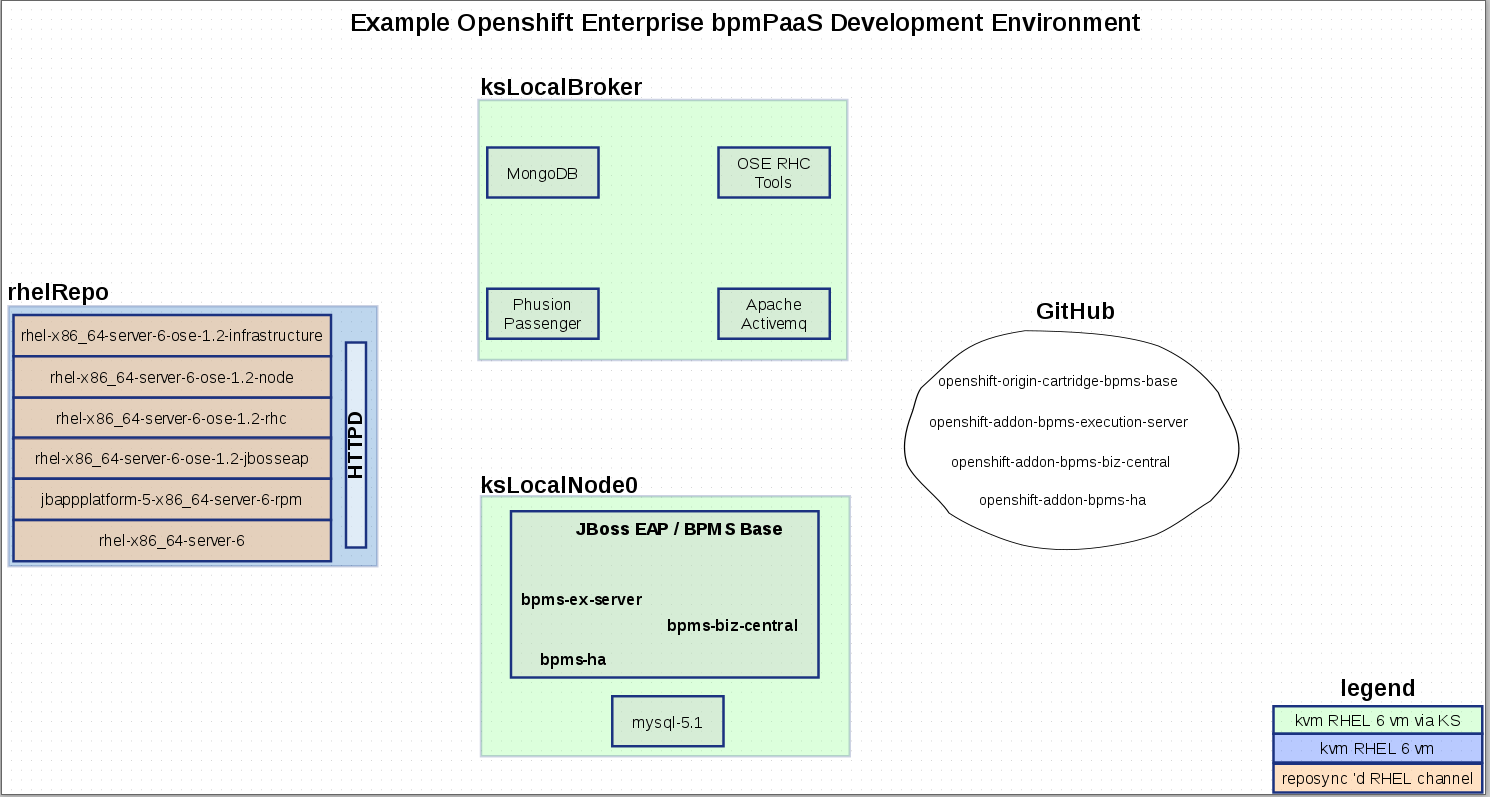 Example Openshift Enterprise bpmPaaS Development Environment
ksLocalBroker
MongoDB
OSE RHC
Tools
Phusion
Passenger
Apache
Activemq
rhelRepo
rhel-x86_64-server-6-ose-1.2-infrastructure
rhel-x86_64-server-6-ose-1.2-node
rhel-x86_64-server-6-ose-1.2-rhc
rhel-x86_64-server-6-ose-1.2-jbosseap
jbappplatform-5-x86_64-server-6-rpm
rhel-x86_64-server-6
HTTPD
GitHub
openshift-origin-cartridge-bpms-base
openshift-addon-bpms-execution-server
openshift-addon-bpms-biz-central
openshift-addon-bpms-ha
ksLocalNode0
JBoss EAP / BPMS Base
bpms-ex-server
bpms-biz-central
bpms-ha
mysql-5.1
legend
kvm RHEL 6 vm via KS
kvm RHEL 6 vm
reposync 'd RHEL channel